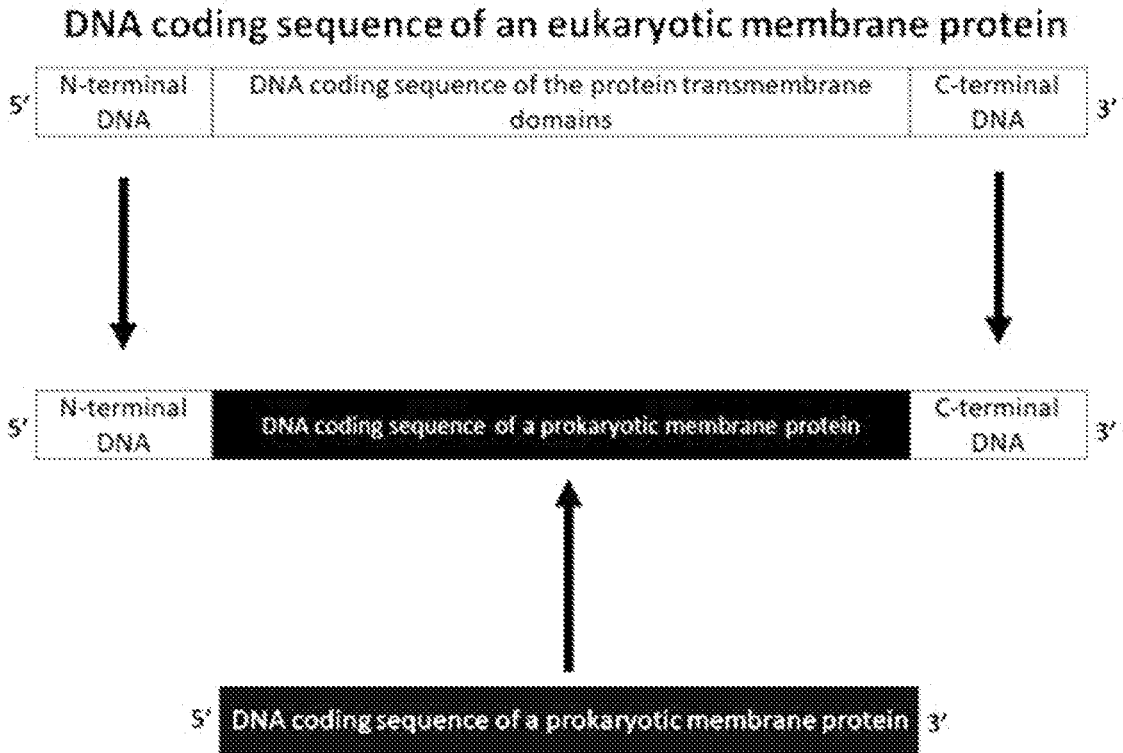 DNA coding sequence of an eukaryotic membrane protein
5'
N-terminal
DNA
DNA coding sequence of the protein transmembrane
domains
C-terminal
DNA
3'
5'
N-terminal
DNA
DNA coding sequence of a prokaryotic membrane protein
C-terminal
DNA
3'
5'
DNA coding sequence of a prokaryotic membrane protein
3'